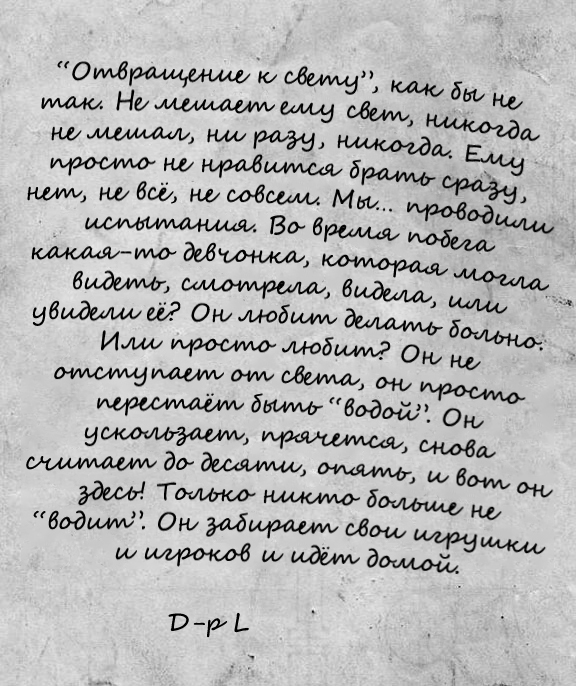 “Отвращение к свету”, как бы не
так. Не мешает ему свет, никогда
не мешал, ни разу, никогда. Ему
просто не нравится брать сразу,
нет, не всё, не совсем. Мы... проводили
испытания. Во время побега
какая-то девчонка, которая могла
видеть, смотрела, видела, или
увидели её? Он любит делать больно.
Или просто любит? Он не
отступает от света, он просто
перестаёт быть “водой”. Он
ускользает, прячется, снова
считает до десяти, опять, и вот он
здесь! Только никто больше не
“водит”. Он забирает свои игрушки
и игроков и идёт домой.
D-р L